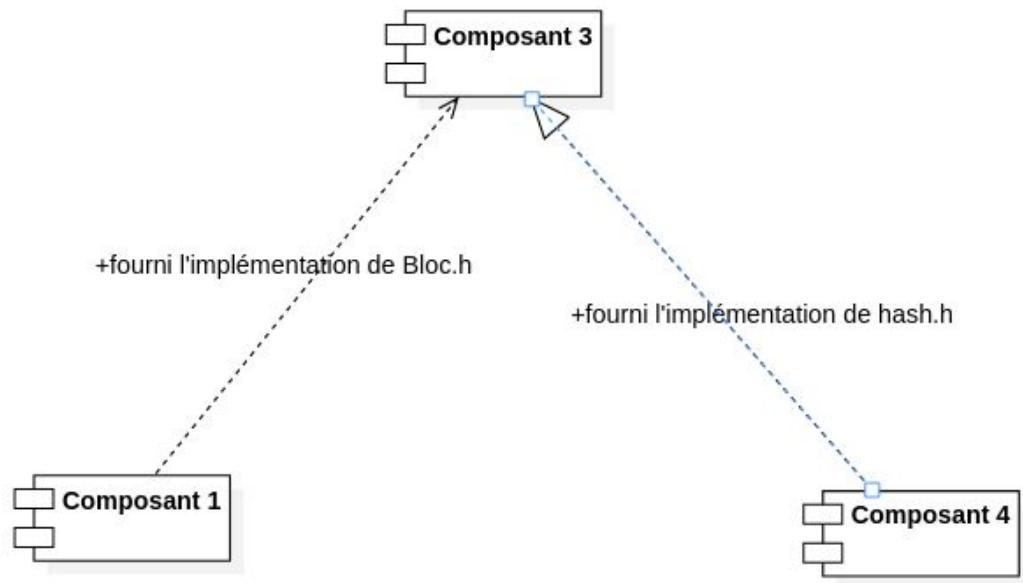 Composant 3
+fourni l'implémentation de Bloc.h
+fourni l'implémentation de hash.h
Composant 1
Composant 4